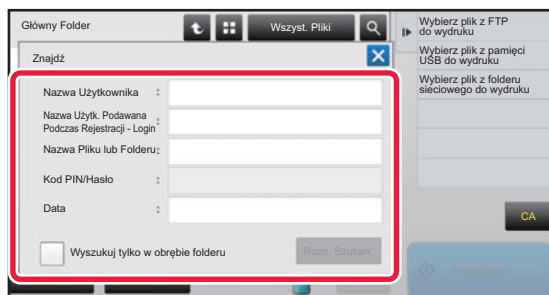 Główny Folder
Wszyst. Pliki
Znajdź
Nazwa Użytkownika :
Nazwa Użytk. Podawana
Podczas Rejestracji - Login :
Nazwa Pliku lub Folderu :
Kod PIN/Hasło :
Data :
Wyszukuj tylko w obrębie folderu
Rozp. Szukan.
Wybierz plik z FTP
do wydruku
Wybierz plik z pamięci
USB do wydruku
Wybierz plik z folderu
sieciowego do wydruku
CA